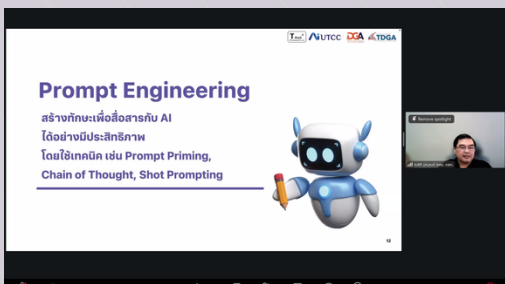 AiUTCC DGA TDGA
Prompt Engineering
สร้างทักษะเพื่อสื่อสารกับ AI
ได้อย่างมีประสิทธิภาพ
โดยใช้เทคนิค เช่น Prompt Priming,
Chain of Thought, Shot Prompting
Remove spotlight
12